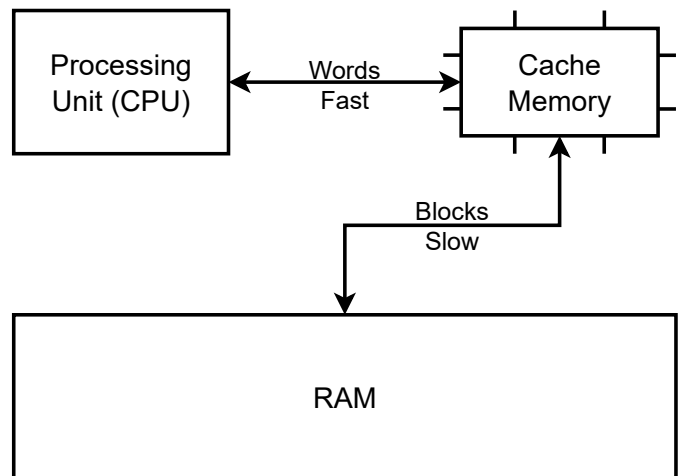 Processing
Unit (CPU)
Words
Fast
Cache
Memory
Blocks
Slow
RAM